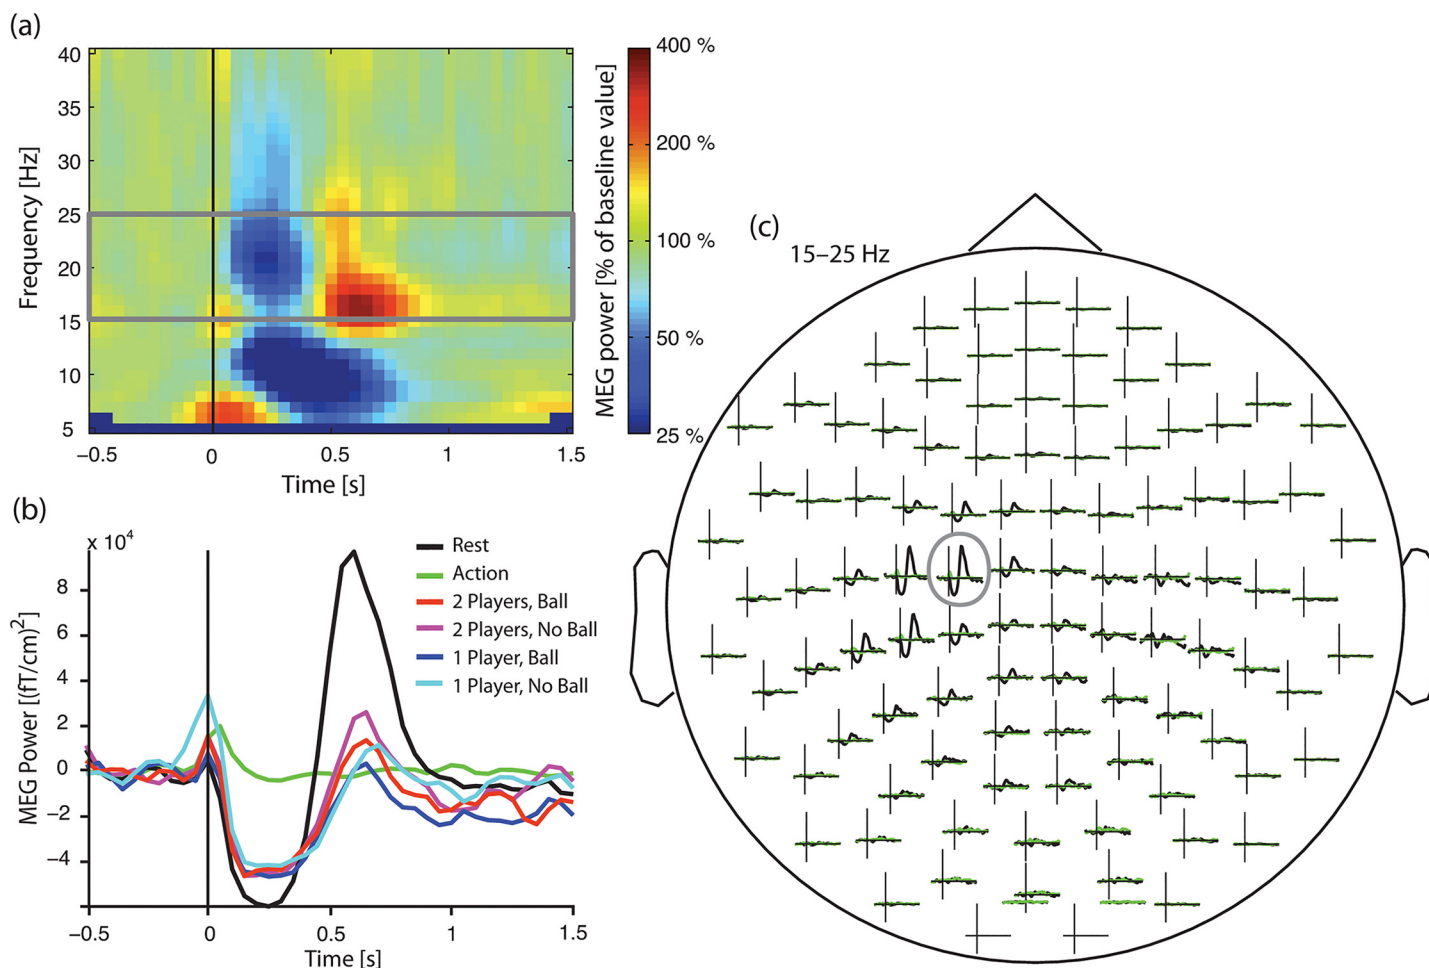 (a)
40
35
30
25
20
15
10
5
Frequency [Hz]
−0.5 0 0.5 1 1.5
Time [s]
400 %
200 %
100 %
50 %
25 %
MEG power [% of baseline value]
(b)
x 10⁴
8
6
4
2
0
−2
−4
MEG Power [(fT/cm)²]
−0.5 0 0.5 1 1.5
Time [s]
Rest
Action
2 Players, Ball
2 Players, No Ball
1 Player, Ball
1 Player, No Ball
(c)
15–25 Hz